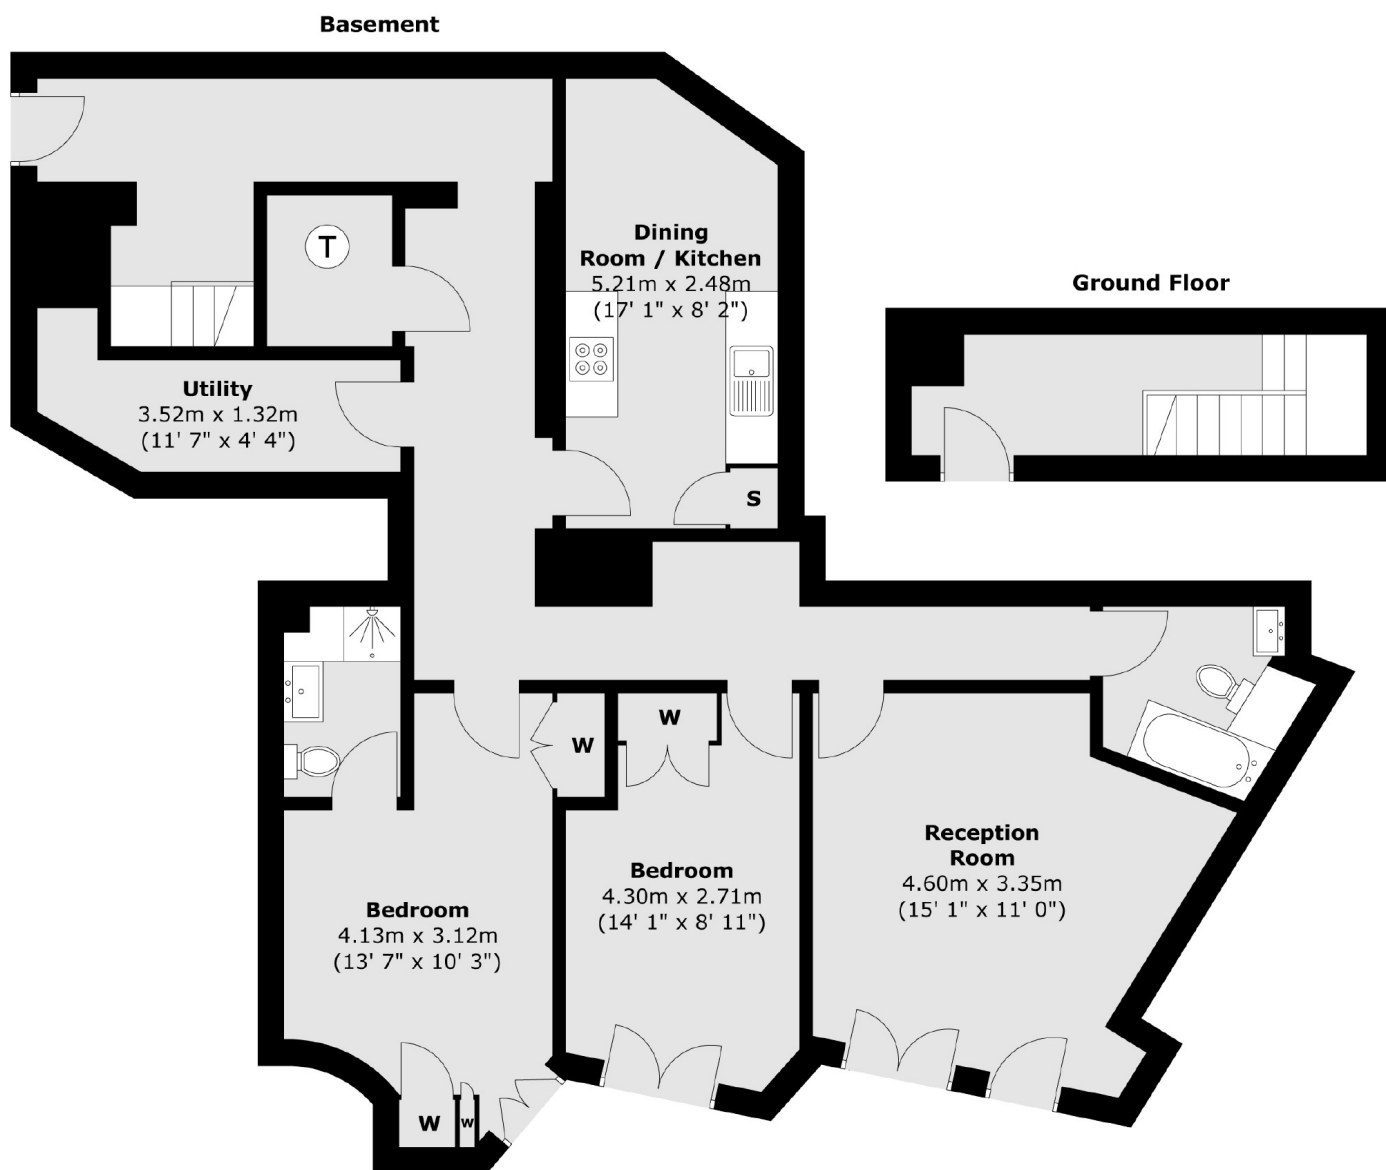 Basement
T
Dining
Room / Kitchen
5.21m x 2.48m
(17' 1" x 8' 2")
Ground Floor
Utility
3.52m x 1.32m
(11' 7" x 4' 4")
S
W
W
Reception
Room
4.60m x 3.35m
(15' 1" x 11' 0")
Bedroom
4.30m x 2.71m
(14' 1" x 8' 11")
Bedroom
4.13m x 3.12m
(13' 7" x 10' 3")
W
W